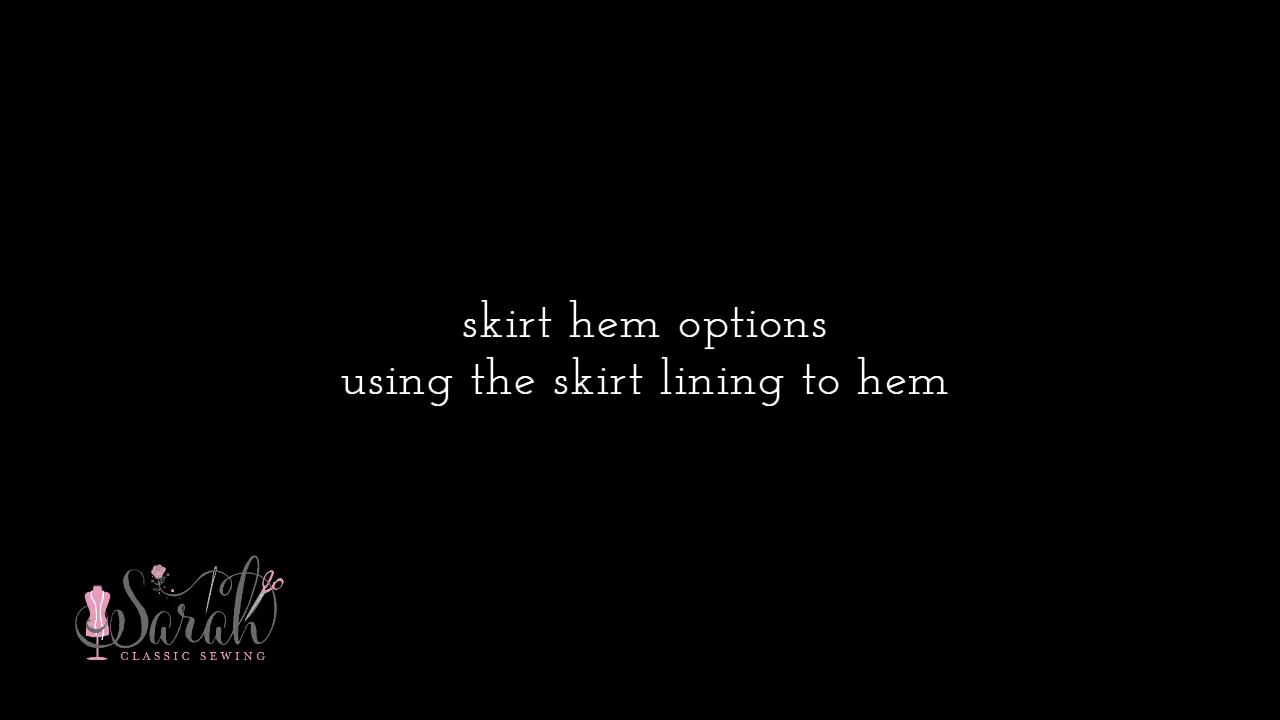 skirt hem options
using the skirt lining to hem
Sarah
CLASSIC SEWING